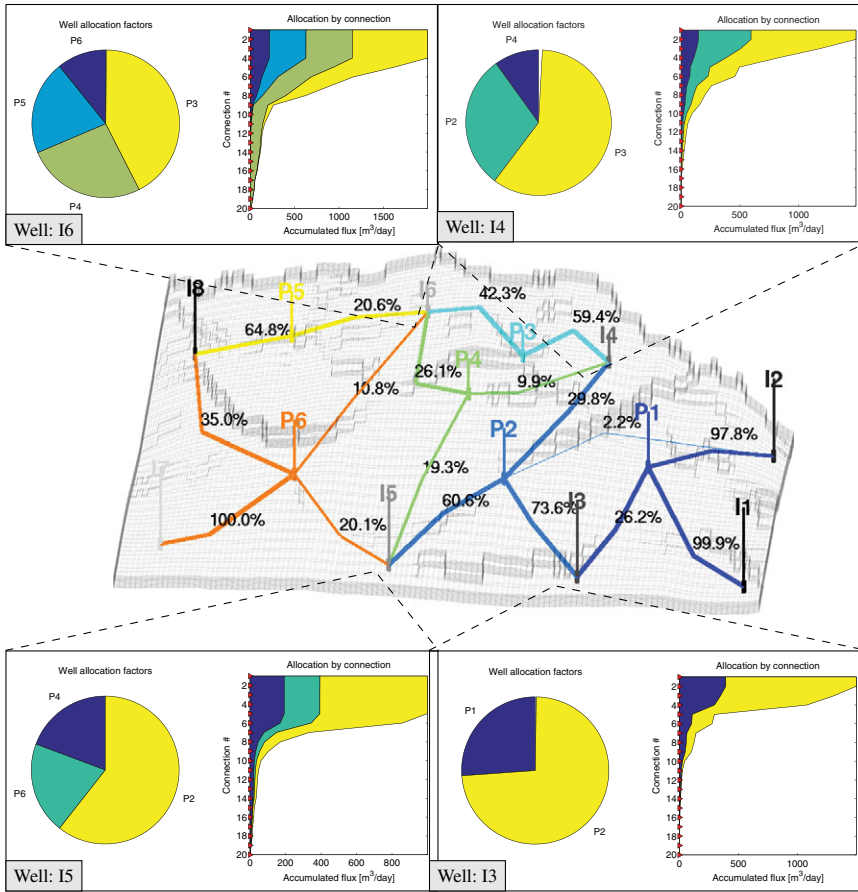 Well allocation factors
P6
P3
P5
P4
Well: I6
Allocation by connection
Connection #
2
4
6
8
10
12
14
16
18
20
0 500 1000 1500
Accumulated flux [m³/day]
Well allocation factors
P4
P2
P3
Well: I4
Allocation by connection
Connection #
2
4
6
8
10
12
14
16
18
20
0 500 1000
Accumulated flux [m³/day]
I8
P5
20.6%
I6
42.3%
64.8%
P3
59.4%
I4
P4
26.1%
9.9%
10.8%
29.8%
I2
35.0%
P6
P2
2.2%
P1
97.8%
19.3%
I5
60.6%
73.6%
I3
26.2%
I1
100.0%
20.1%
99.9%
Well allocation factors
P4
P6
P2
Well: I5
Allocation by connection
Connection #
2
4
6
8
10
12
14
16
18
20
0 200 400 600 800
Accumulated flux [m³/day]
Well allocation factors
P1
P2
Well: I3
Allocation by connection
Connection #
2
4
6
8
10
12
14
16
18
20
0 500 1000
Accumulated flux [m³/day]